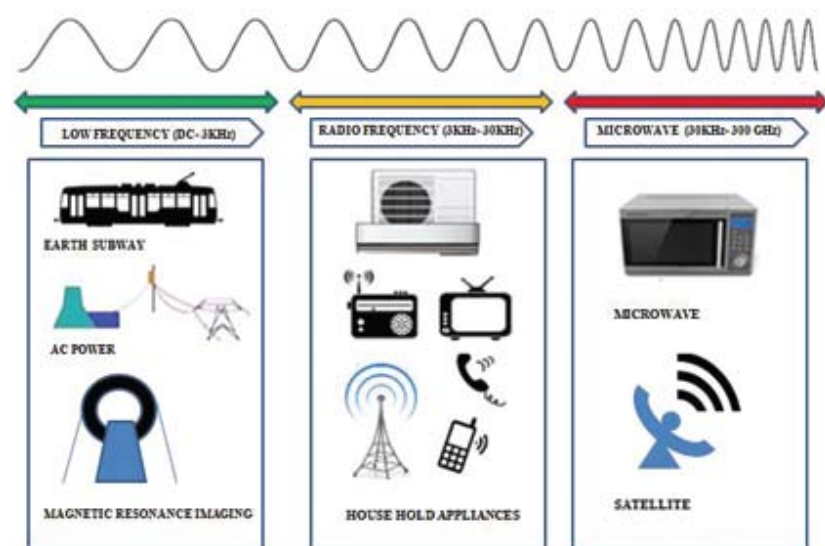 LOW FREQUENCY (DC- 3KHz)
RADIO FREQUENCY (3KHz- 30KHz)
MICROWAVE (30KHz- 300 GHz)
EARTH SUBWAY
AC POWER
MAGNETIC RESONANCE IMAGING
HOUSE HOLD APPLIANCES
MICROWAVE
SATELLITE